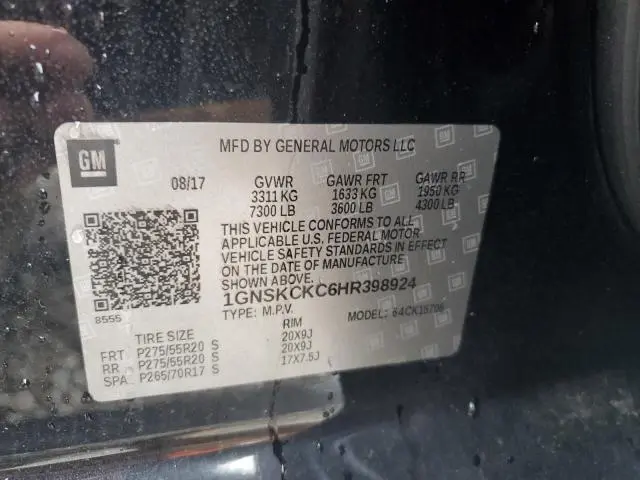 GM
MFD BY GENERAL MOTORS LLC
08/17 GVWR GAWR FRT GAWR RR
3311 KG 1633 KG 1950 KG
7300 LB 3600 LB 4300 LB
THIS VEHICLE CONFORMS TO ALL
APPLICABLE U.S. FEDERAL MOTOR
VEHICLE SAFETY STANDARDS IN EFFECT
ON THE DATE OF MANUFACTURE
SHOWN ABOVE.
1GNSKCKC6HR398924
8555
TYPE: M.P.V. MODEL: 64CK15706
TIRE SIZE RIM
FRT P275/55R20 S 20X9J
RR P275/55R20 S 20X9J
SPA P265/70R17 S 17X7.5J